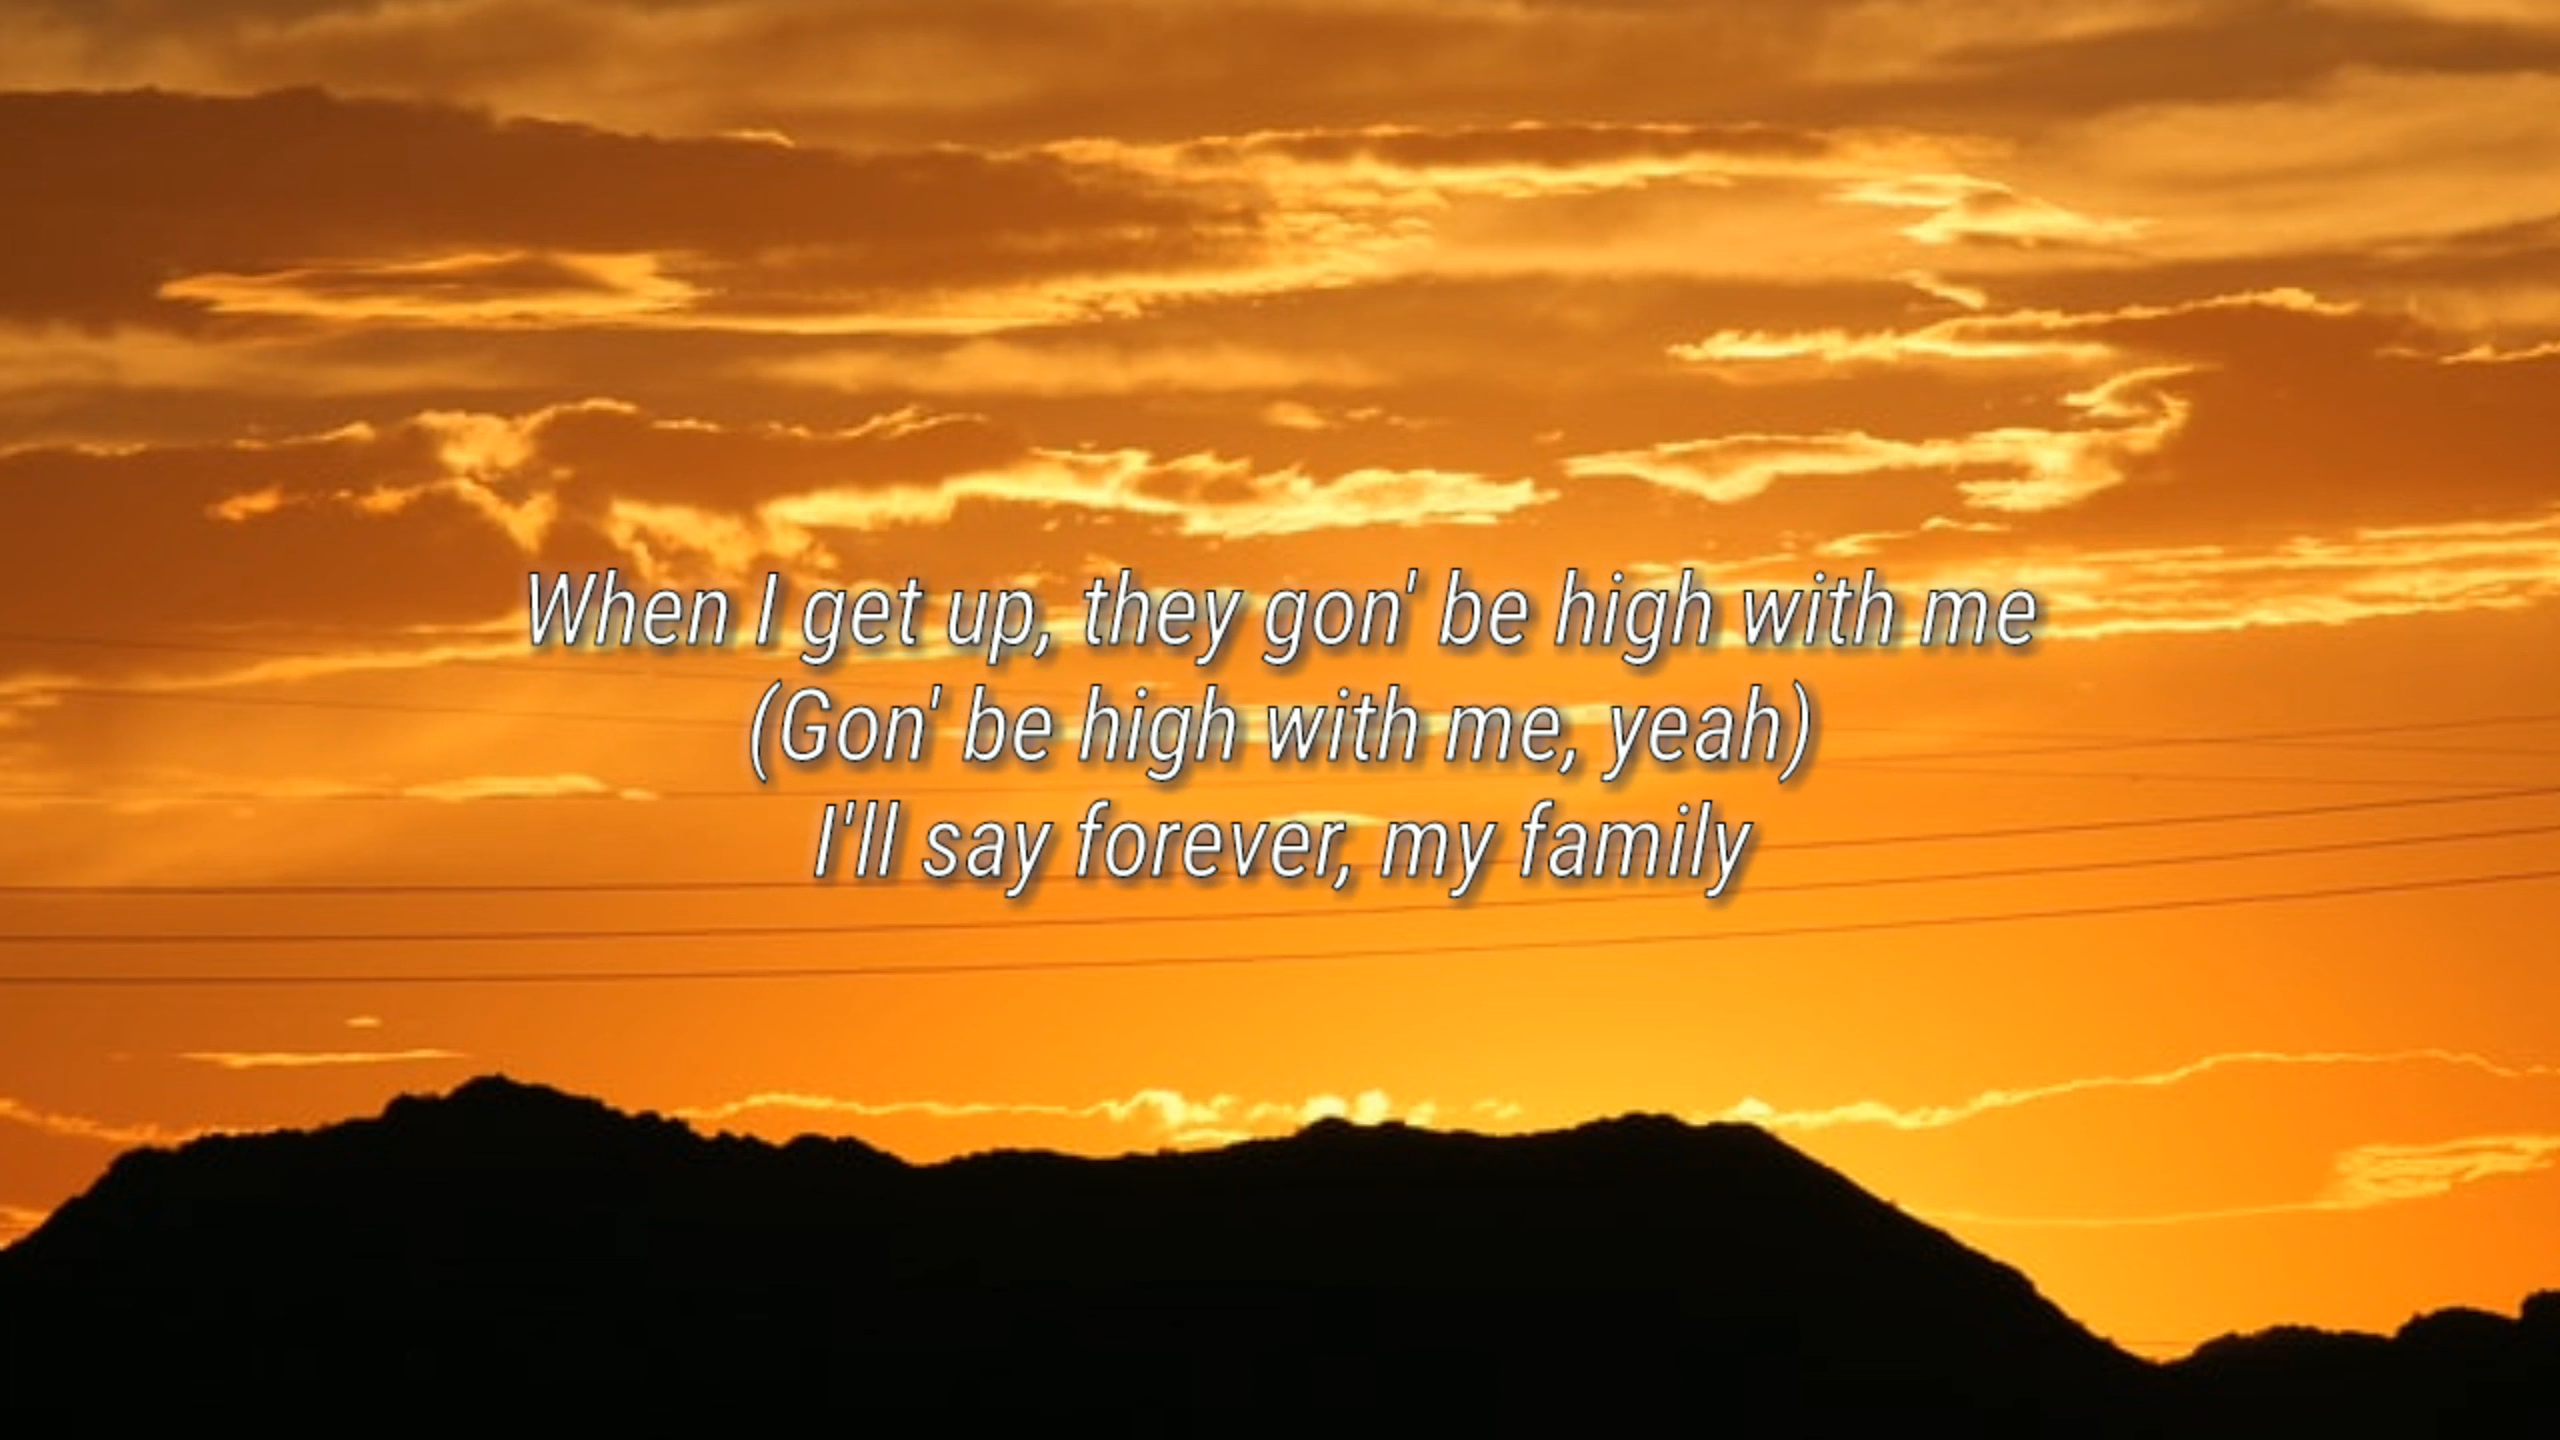 When I get up, they gon' be high with me
(Gon' be high with me, yeah)
I'll say forever, my family